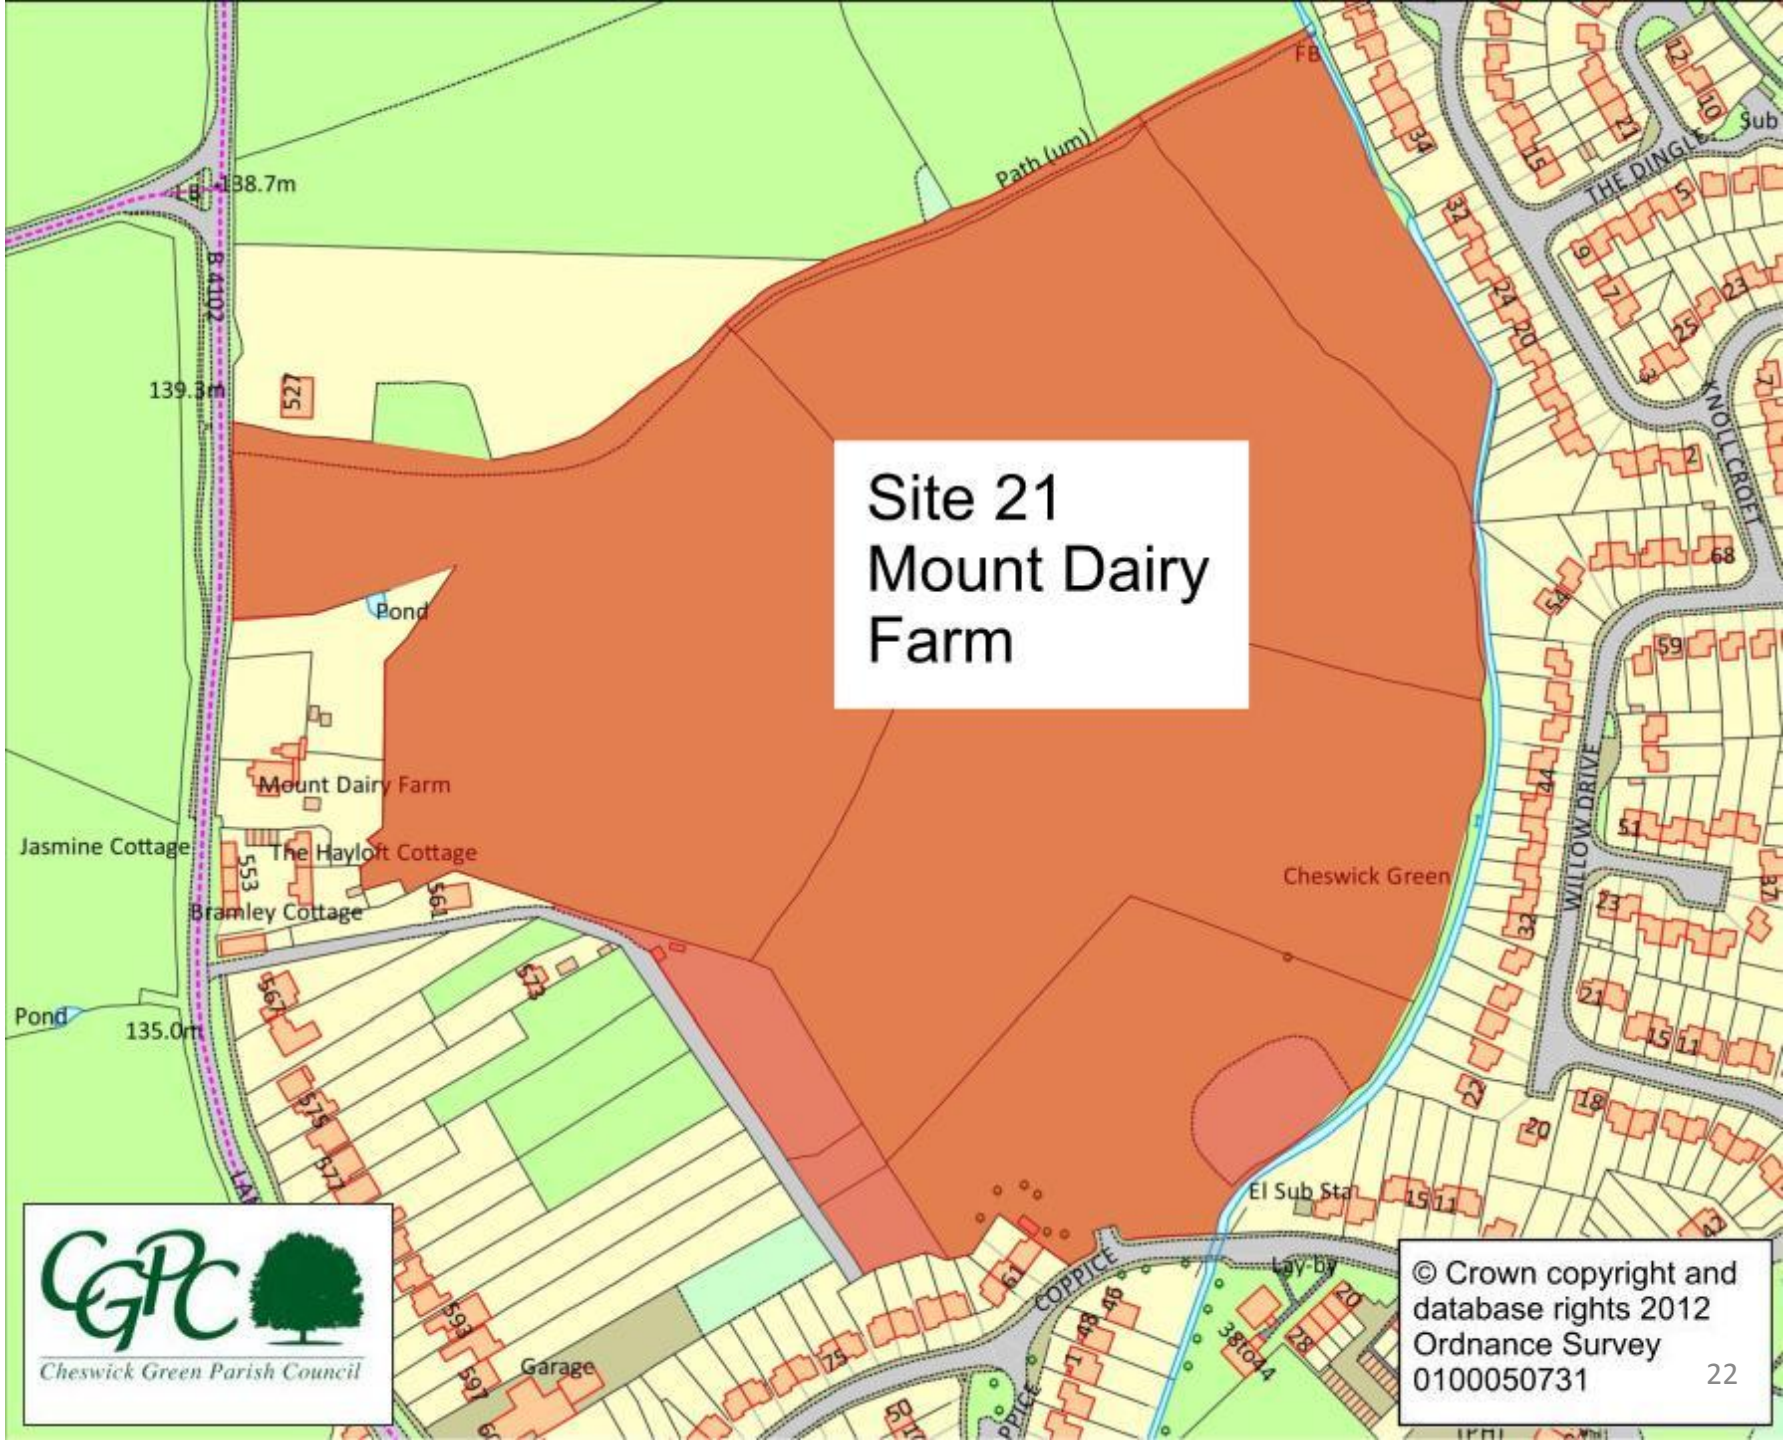 FB
12
10
Sub
34
21
15
THE DINGLE
Path (um)
LB
138.7m
5
32
9
7
24
23
B 4102
20
25
3
139.3m
527
7
KNOLL CROFT
2
Site 21
Mount Dairy
Farm
68
54
Pond
59
44
WILLOW DRIVE
Mount Dairy Farm
51
Jasmine Cottage
The Hayloft Cottage
553
561
Cheswick Green
37
23
Bramley Cottage
32
573
567
21
Pond
135.0m
15 11
575
22
18
20
577
El Sub Sta
15 11
42
61
COPPICE
Lay-by
46
48
1
20
28
38to44
593
75
Garage
597
50
CGPC
Cheswick Green Parish Council
© Crown copyright and
database rights 2012
Ordnance Survey
0100050731
22